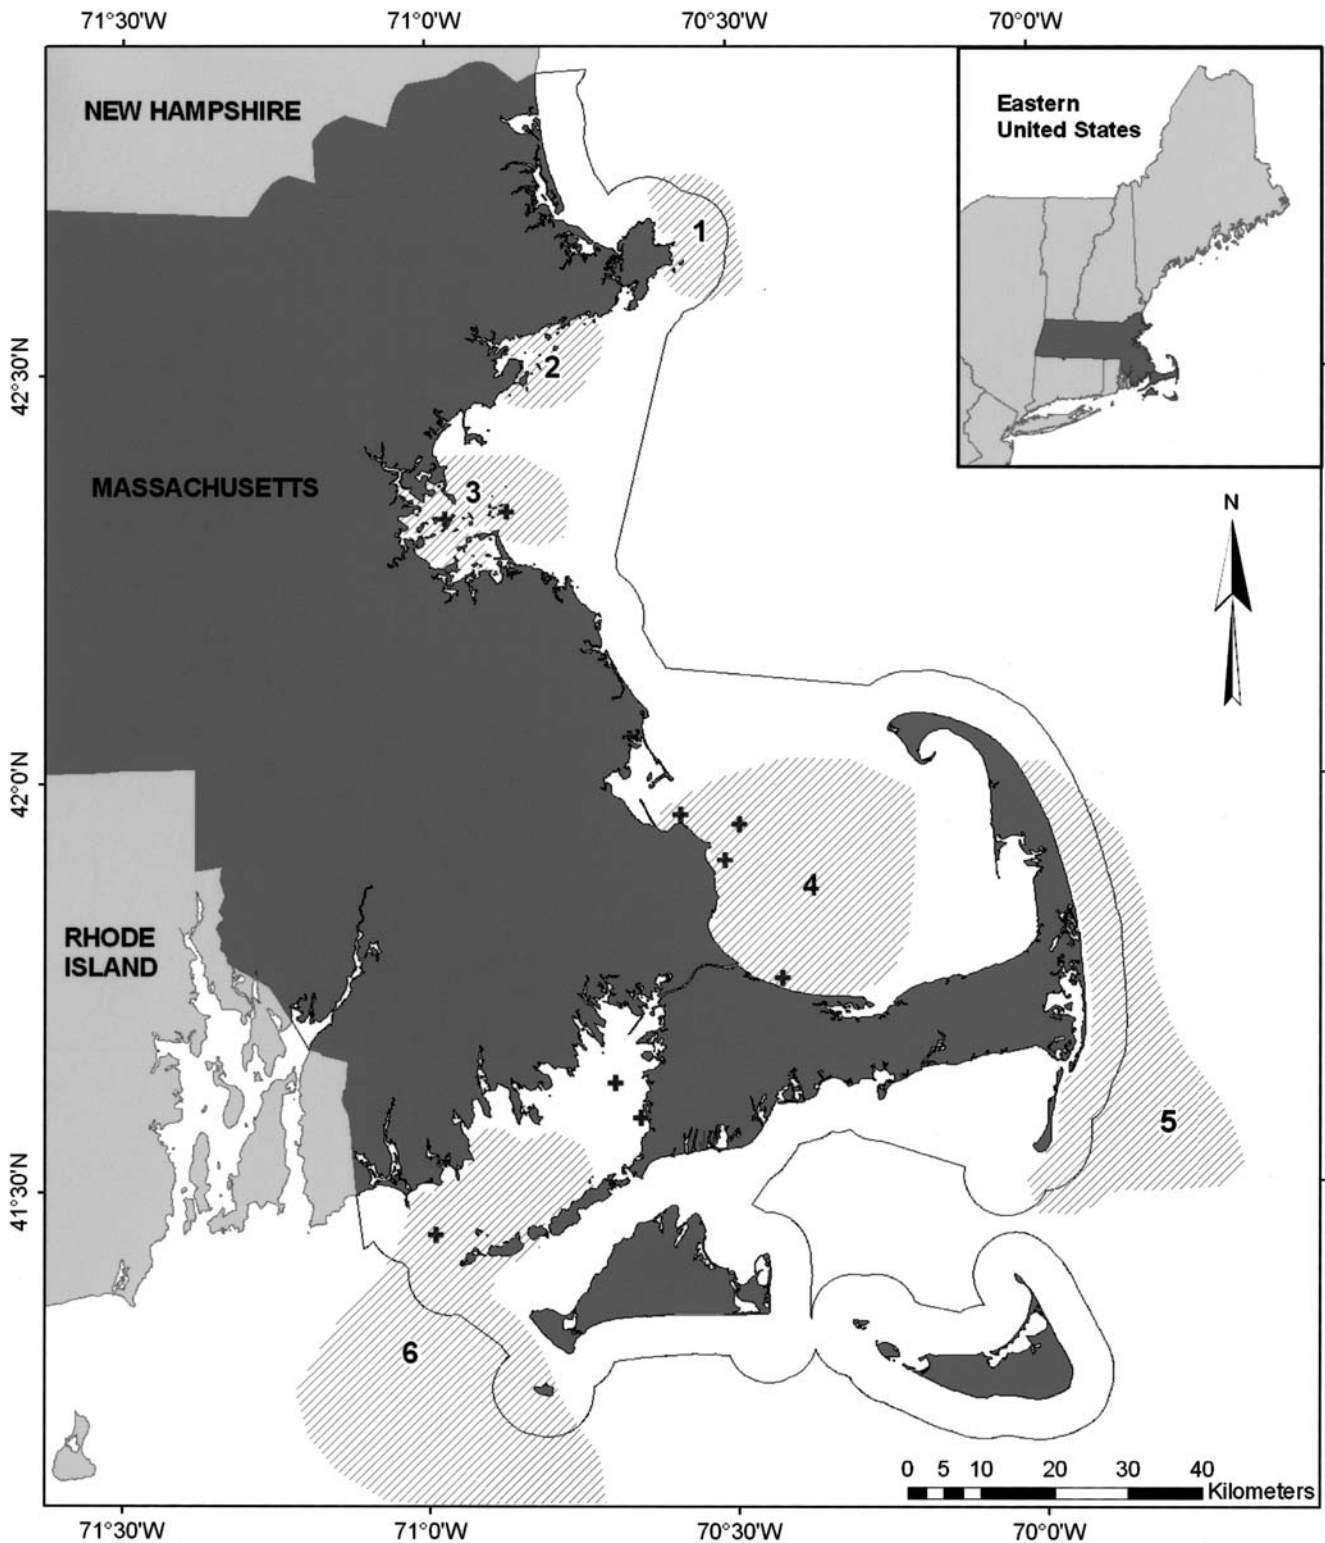 71°30'W 71°0'W 70°30'W 70°0'W
NEW HAMPSHIRE
Eastern
United States
1
42°30'N
2
MASSACHUSETTS
3
N
42°0'N
4
RHODE
ISLAND
5
41°30'N
6
0 5 10 20 30 40
Kilometers
71°30'W 71°0'W 70°30'W 70°0'W